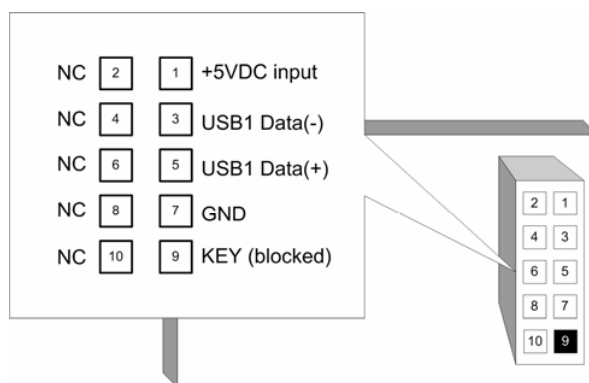 NC 2 1 +5VDC input
NC 4 3 USB1 Data(-)
NC 6 5 USB1 Data(+)
NC 8 7 GND
NC 10 9 KEY (blocked)
2 1
4 3
6 5
8 7
10 9